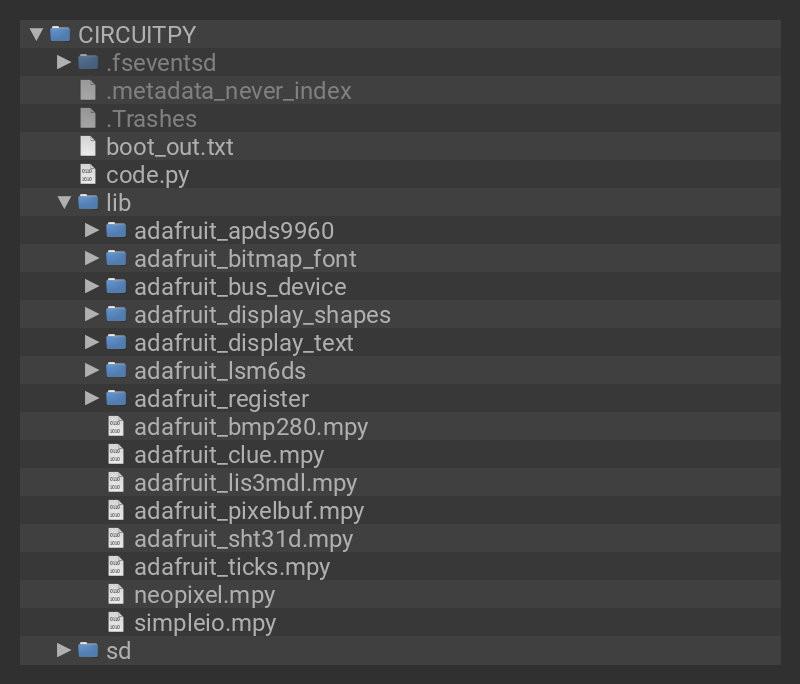 CIRCUITPY
.fseventsd
.metadata_never_index
.Trashes
boot_out.txt
code.py
lib
adafruit_apds9960
adafruit_bitmap_font
adafruit_bus_device
adafruit_display_shapes
adafruit_display_text
adafruit_lsm6ds
adafruit_register
adafruit_bmp280.mpy
adafruit_clue.mpy
adafruit_lis3mdl.mpy
adafruit_pixelbuf.mpy
adafruit_sht31d.mpy
adafruit_ticks.mpy
neopixel.mpy
simpleio.mpy
sd